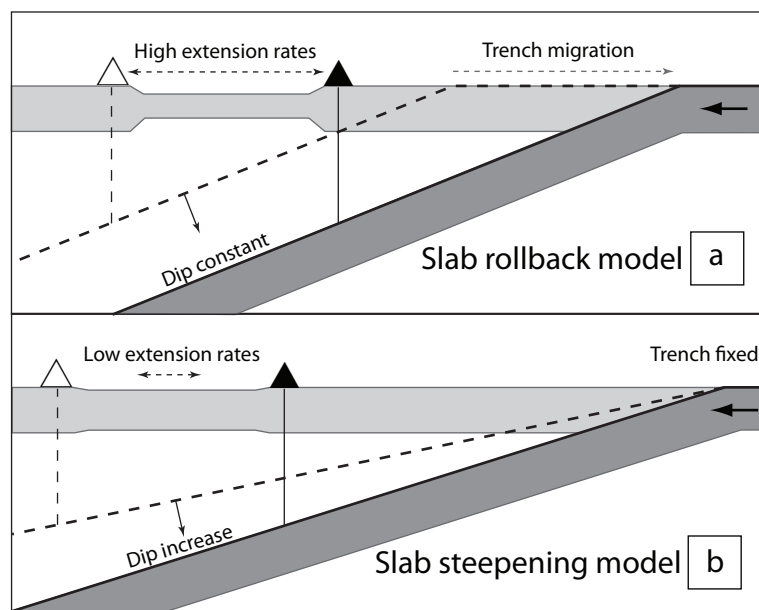 High extension rates
Trench migration
Dip constant
Slab rollback model a
Low extension rates
Trench fixed
Dip increase
Slab steepening model b